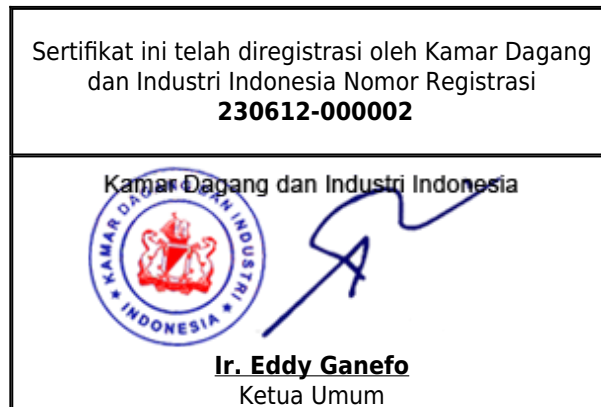 Sertifikat ini telah diregistrasi oleh Kamar Dagang
dan Industri Indonesia Nomor Registrasi
230612-000002
Kamar Dagang dan Industri Indonesia
KAMAR DAGANG DAN INDUSTRI
★ INDONESIA ★
Ir. Eddy Ganefo
Ketua Umum